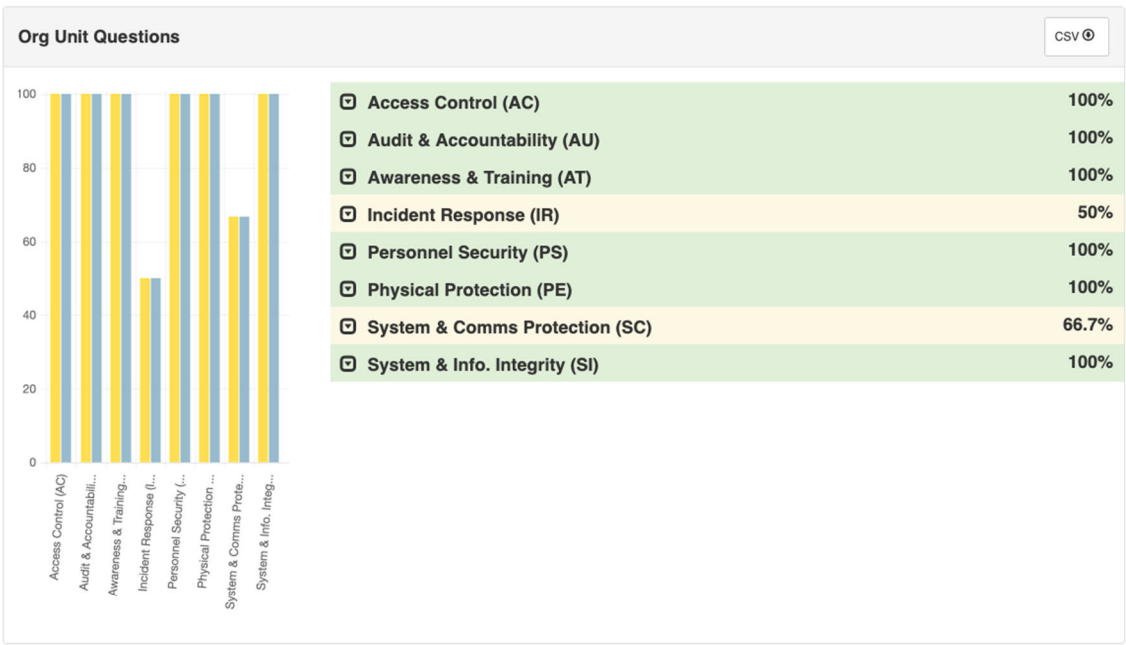 Org Unit Questions
CSV
100
80
60
40
20
0
Access Control (AC)
Audit & Accountabili...
Awareness & Training...
Incident Response (I...
Personnel Security (...
Physical Protection ...
System & Comms Prote...
System & Info. Integ...
Access Control (AC) 100%
Audit & Accountability (AU) 100%
Awareness & Training (AT) 100%
Incident Response (IR) 50%
Personnel Security (PS) 100%
Physical Protection (PE) 100%
System & Comms Protection (SC) 66.7%
System & Info. Integrity (SI) 100%